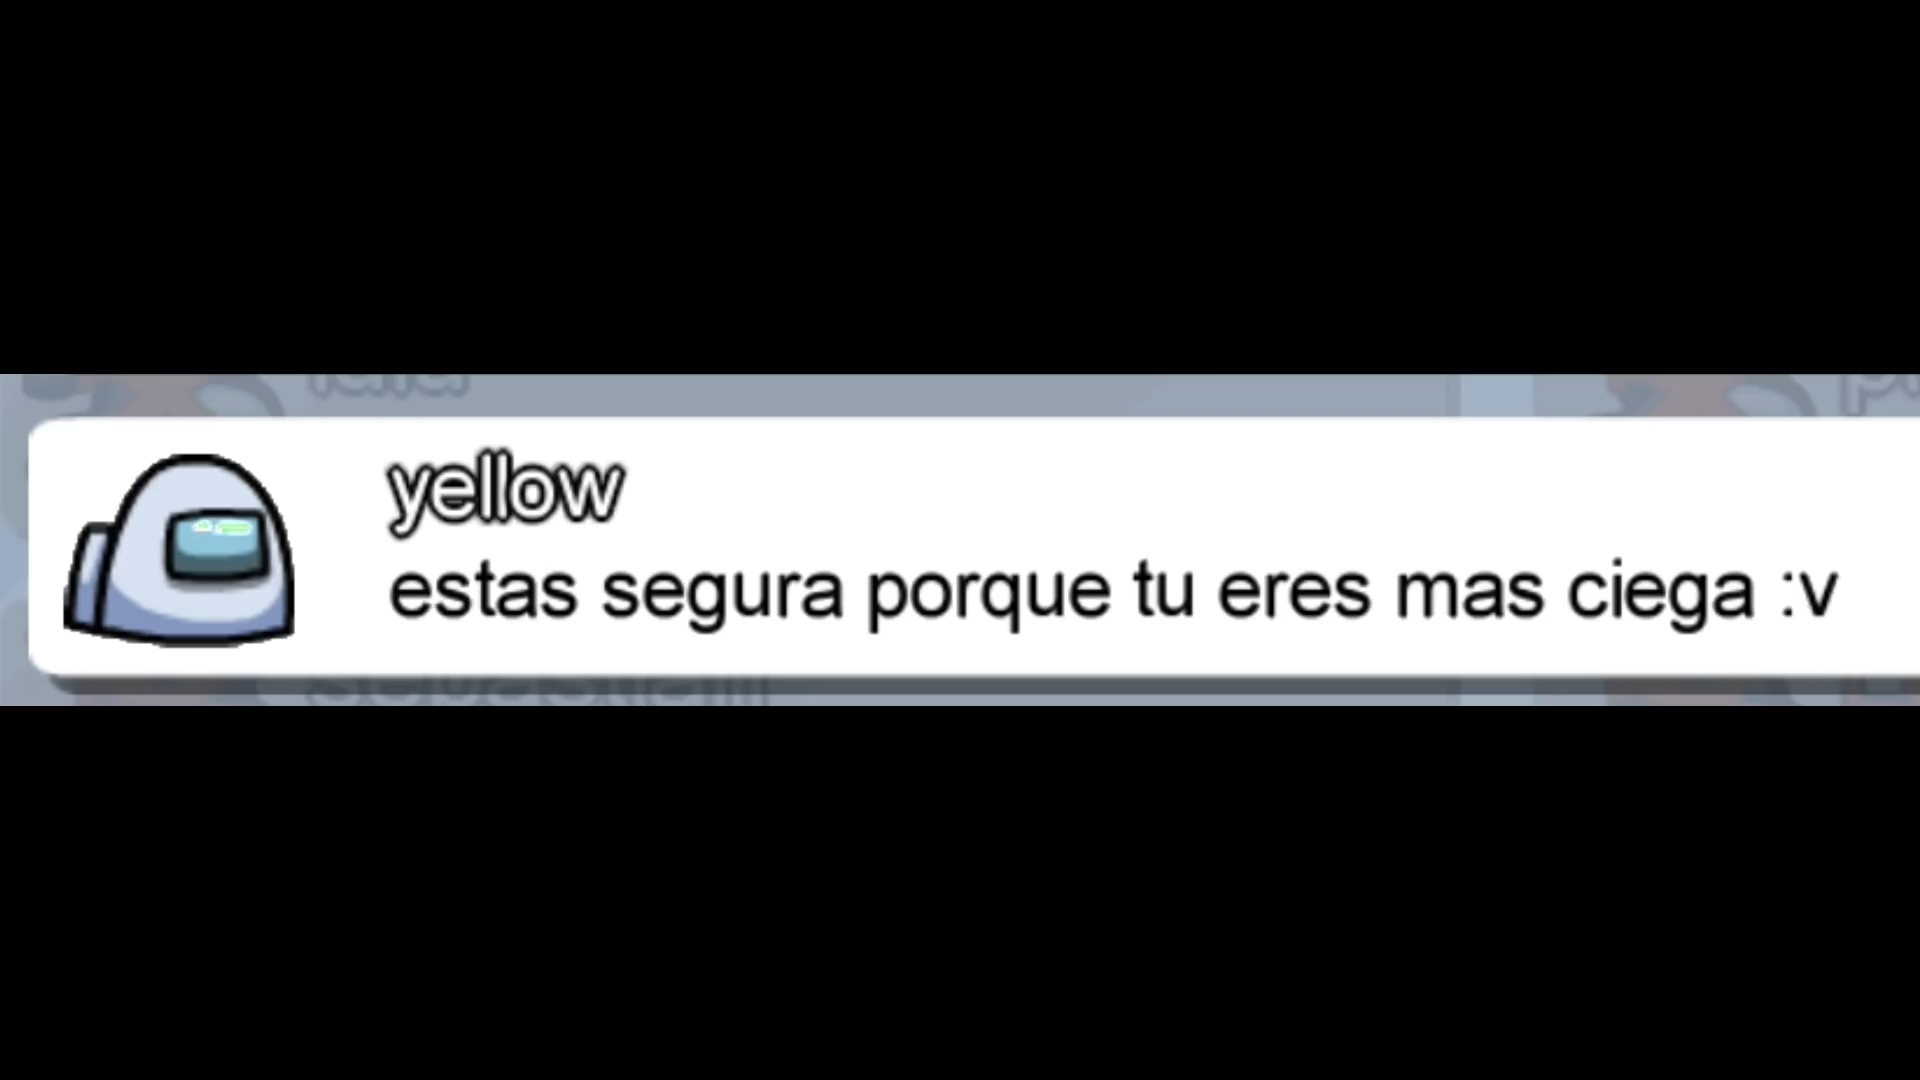 yellow
estas segura porque tu eres mas ciega :v